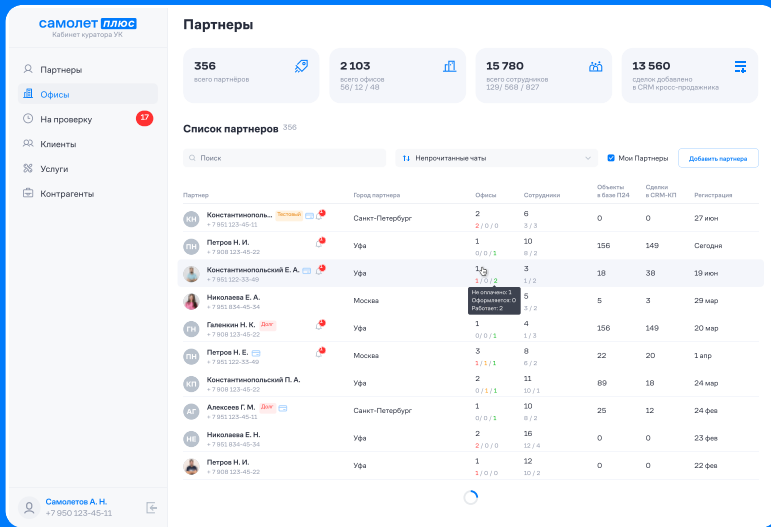 самолет плюс
Кабинет куратора УК
Партнеры
Офисы
На проверку 17
Клиенты
Услуги
Контрагенты
Самолетов А. Н.
+7 950 123-45-11
Партнеры
356
всего партнёров
2 103
всего офисов
56/ 12 / 48
15 780
всего сотрудников
129/ 568 / 827
13 560
сделок добавлено
в CRM кросс-продажника
Список партнеров 356
Поиск
Непрочитанные чаты
Мои Партнеры
Добавить партнера
Партнер Город партнера Офисы Сотрудники Объекты в базе П24 Сделки в CRM-КП Регистрация
КН Константинополь... Тестовый Санкт-Петербург 2 6 0 0 27 июн
+ 7 951 123-45-11 2 / 0 / 0 3 / 3
ПН Петров Н. И. Уфа 1 10 156 149 Сегодня
+ 7 908 123-45-22 0/ 0 / 1 8 / 2
Константинопольский Е. А. Уфа 1 3 18 38 19 июн
+ 7 951 122-33-49 1 / 0 / 2 1 / 2
Не оплачено: 1
Оформляется: 0
Работает: 2
Николаева Е. А. Москва 5 5 3 29 мар
+ 7 951 834-45-34 3 / 2
ГН Галенкин Н. К. Долг Уфа 1 4 156 149 20 мар
+ 7 908 123-45-22 0/ 0 / 1 1 / 3
ПН Петров Н. Е. Москва 3 8 22 20 1 апр
+ 7 951 122-33-49 1 / 1 / 1 6 / 2
КП Константинопольский П. А. Уфа 2 11 89 18 24 мар
+ 7 908 123-45-22 0 / 1 / 1 10 / 1
АГ Алексеев Г. М. Долг Санкт-Петербург 1 10 25 12 24 фев
+ 7 951 123-45-11 0/ 0 / 1 8 / 2
НЕ Николаева Е. Н. Уфа 2 16 0 0 23 фев
+ 7 951 834-45-34 2 / 0 / 0 12 / 4
Петров Н. И. Уфа 1 12 0 0 22 фев
+ 7 908 123-45-22 1 / 0 / 0 10 / 2